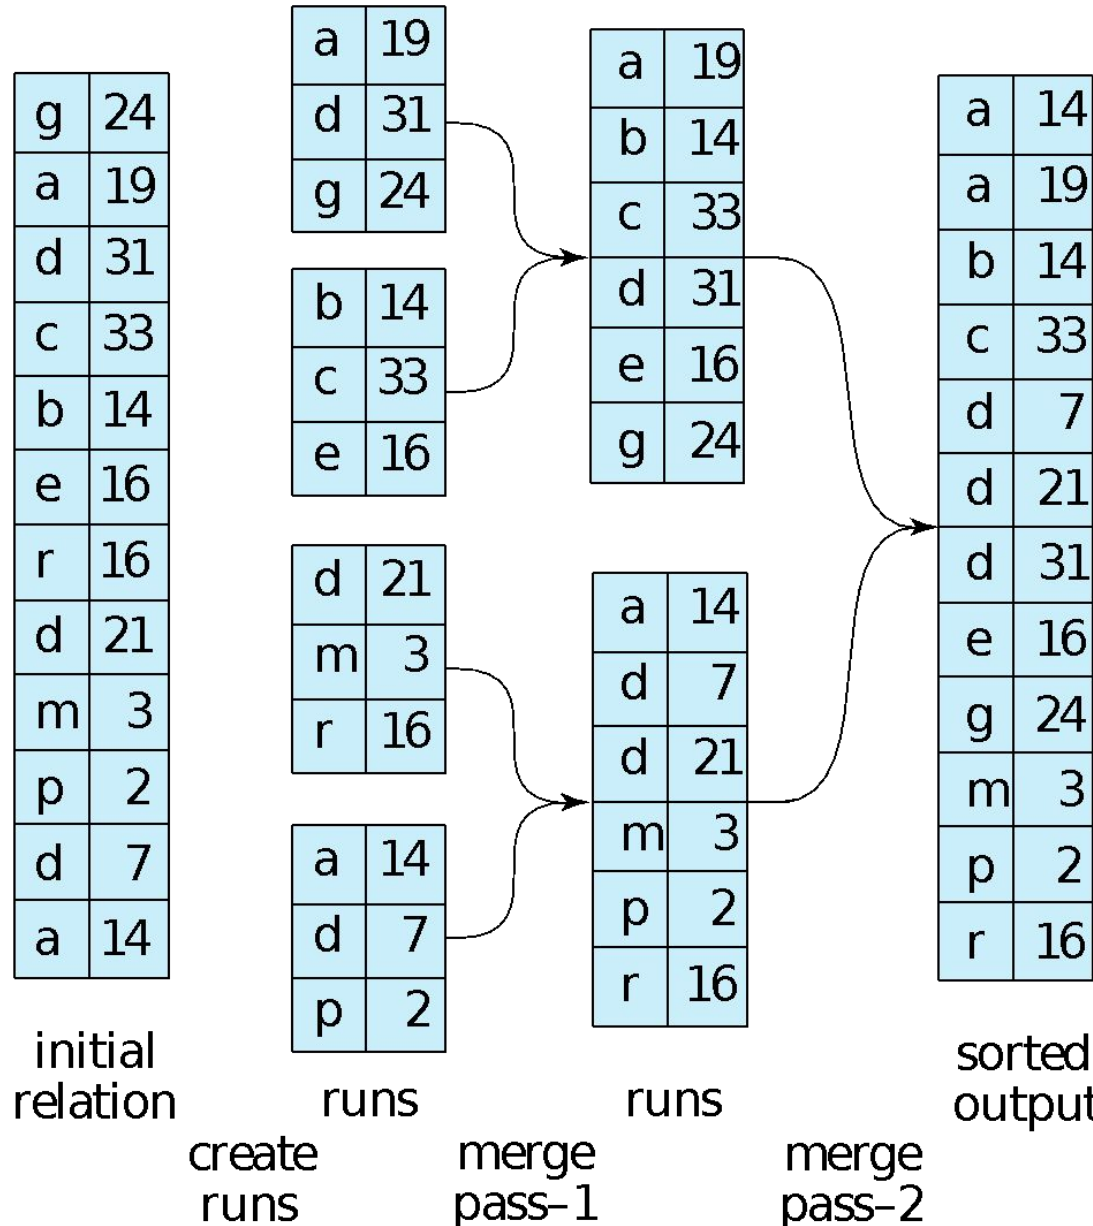 g 24
a 19
d 31
c 33
b 14
e 16
r 16
d 21
m 3
p 2
d 7
a 14
initial
relation
a 19
d 31
g 24
b 14
c 33
e 16
d 21
m 3
r 16
a 14
d 7
p 2
runs
a 19
b 14
c 33
d 31
e 16
g 24
a 14
d 7
d 21
m 3
p 2
r 16
runs
a 14
a 19
b 14
c 33
d 7
d 21
d 31
e 16
g 24
m 3
p 2
r 16
sorted
output
create
runs
merge
pass–1
merge
pass–2